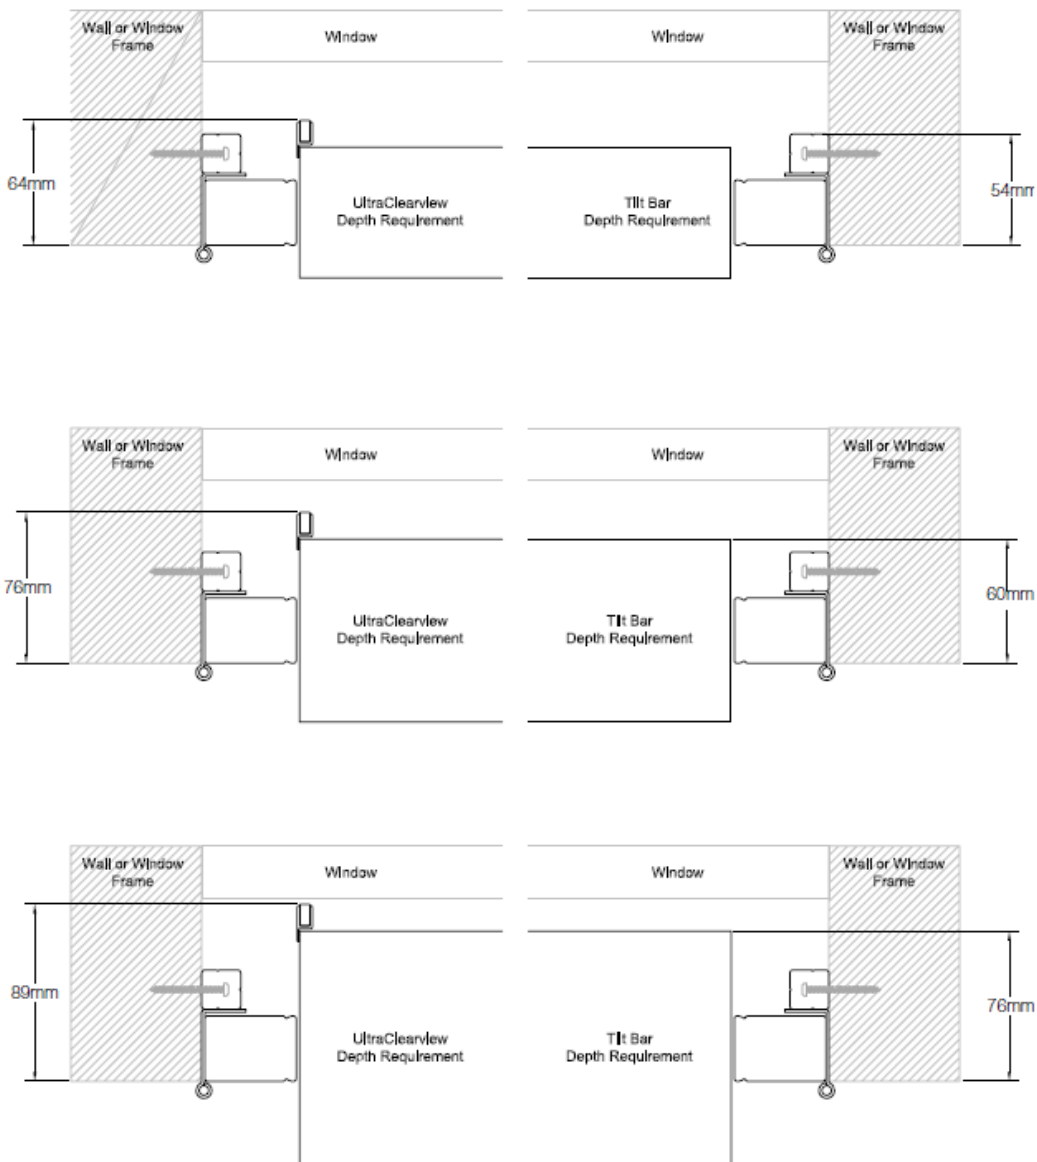 Wall or Window
Frame
Window
Window
Wall or Window
Frame
64mm
UltraClearview
Depth Requirement
Tilt Bar
Depth Requirement
54mm
Wall or Window
Frame
Window
Window
Wall or Window
Frame
76mm
UltraClearview
Depth Requirement
Tilt Bar
Depth Requirement
60mm
Wall or Window
Frame
Window
Window
Wall or Window
Frame
89mm
UltraClearview
Depth Requirement
Tilt Bar
Depth Requirement
76mm